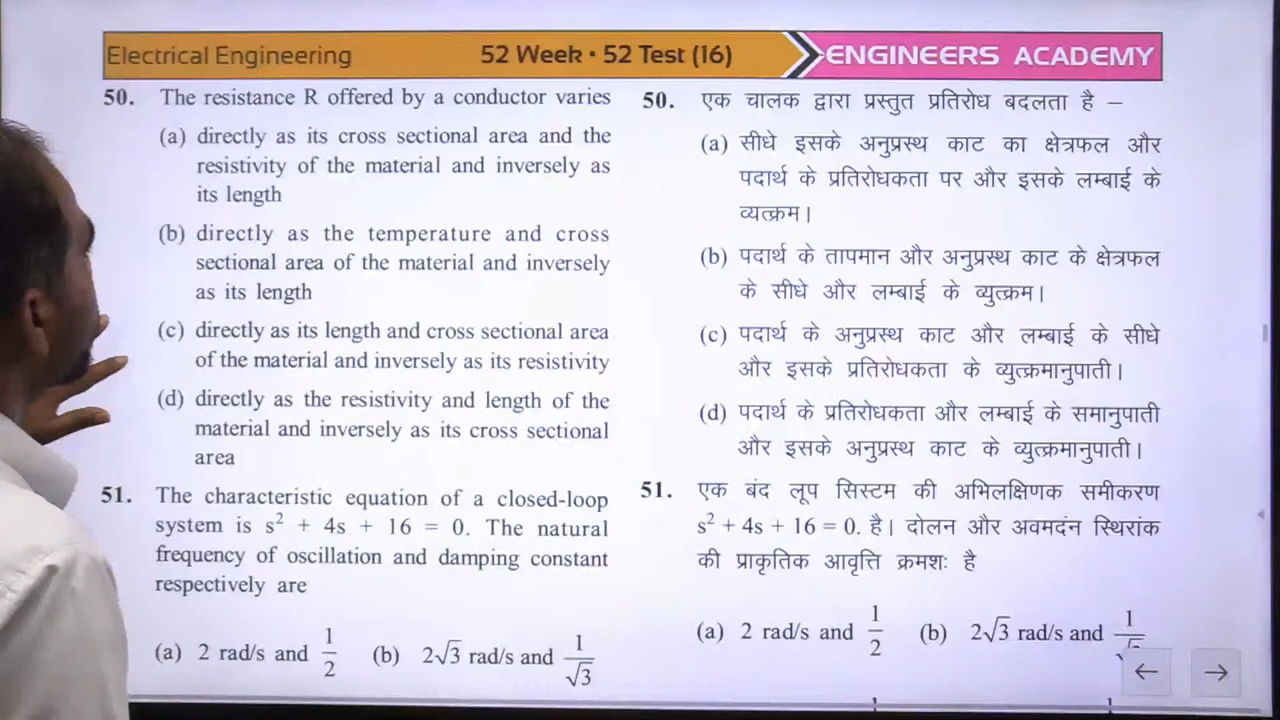 Electrical Engineering 52 Week • 52 Test (16) ENGINEERS ACADEMY
50. The resistance R offered by a conductor varies
(a) directly as its cross sectional area and the
resistivity of the material and inversely as
its length
(b) directly as the temperature and cross
sectional area of the material and inversely
as its length
(c) directly as its length and cross sectional area
of the material and inversely as its resistivity
(d) directly as the resistivity and length of the
material and inversely as its cross sectional
area
51. The characteristic equation of a closed-loop
system is s² + 4s + 16 = 0. The natural
frequency of oscillation and damping constant
respectively are
(a) 2 rad/s and 1/2 (b) 2√3 rad/s and 1/√3
50. एक चालक द्वारा प्रस्तुत प्रतिरोध बदलता है –
(a) सीधे इसके अनुप्रस्थ काट का क्षेत्रफल और
पदार्थ के प्रतिरोधकता पर और इसके लम्बाई के
व्यत्क्रम।
(b) पदार्थ के तापमान और अनुप्रस्थ काट के क्षेत्रफल
के सीधे और लम्बाई के व्युत्क्रम।
(c) पदार्थ के अनुप्रस्थ काट और लम्बाई के सीधे
और इसके प्रतिरोधकता के व्युत्क्रमानुपाती।
(d) पदार्थ के प्रतिरोधकता और लम्बाई के समानुपाती
और इसके अनुप्रस्थ काट के व्युत्क्रमानुपाती।
51. एक बंद लूप सिस्टम की अभिलक्षिणक समीकरण
s² + 4s + 16 = 0. है। दोलन और अवमदंन स्थिरांक
की प्राकृतिक आवृत्ति क्रमशः है
(a) 2 rad/s and 1/2 (b) 2√3 rad/s and